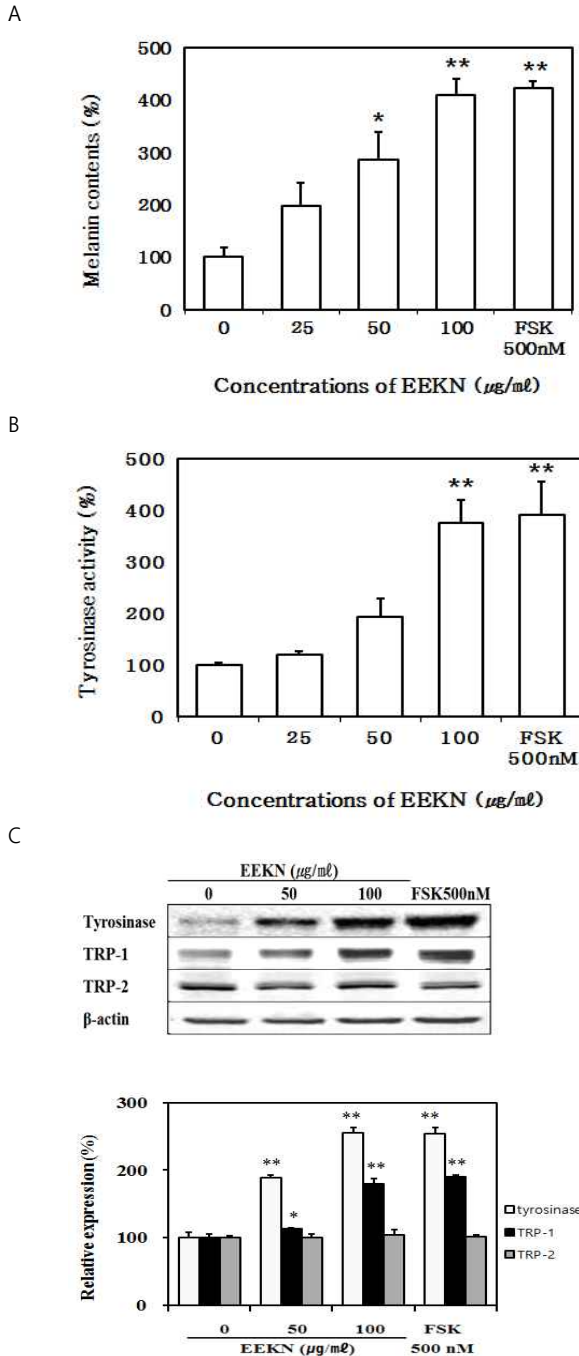 A
500
400
300
200
100
0
Melanin contents (%)
*
**
**
0 25 50 100 FSK
500nM
Concentrations of EEKN (㎍/㎖)
B
500
400
300
200
100
0
Tyrosinase activity (%)
**
**
0 25 50 100 FSK
500nM
Concentrations of EEKN (㎍/㎖)
C
EEKN (㎍/㎖)
0 50 100 FSK500nM
Tyrosinase
TRP-1
TRP-2
β-actin
300
200
100
0
Relative expression(%)
**
*
**
**
**
**
tyrosinase
TRP-1
TRP-2
0 50 100 FSK
EEKN (㎍/㎖) 500 nM